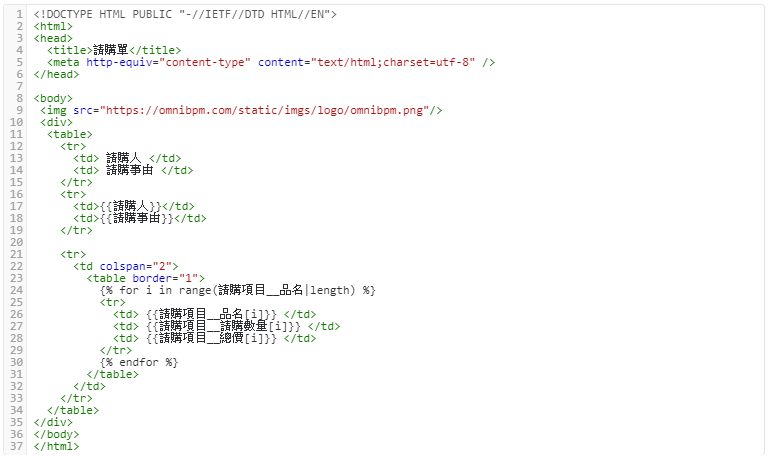 1 <!DOCTYPE HTML PUBLIC "-//IETF//DTD HTML//EN">
2 <html>
3 <head>
4   <title>請購單</title>
5   <meta http-equiv="content-type" content="text/html;charset=utf-8" />
6 </head>
7
8 <body>
9  <img src="https://omnibpm.com/static/imgs/logo/omnibpm.png"/>
10  <div>
11   <table>
12     <tr>
13       <td> 請購人 </td>
14       <td> 請購事由 </td>
15     </tr>
16     <tr>
17       <td>{{請購人}}</td>
18       <td>{{請購事由}}</td>
19     </tr>
20
21     <tr>
22       <td colspan="2">
23         <table border="1">
24           {% for i in range(請購項目__品名|length) %}
25           <tr>
26             <td> {{請購項目__品名[i]}} </td>
27             <td> {{請購項目__請購數量[i]}} </td>
28             <td> {{請購項目__總價[i]}} </td>
29           </tr>
30           {% endfor %}
31         </table>
32       </td>
33     </tr>
34   </table>
35 </div>
36 </body>
37 </html>